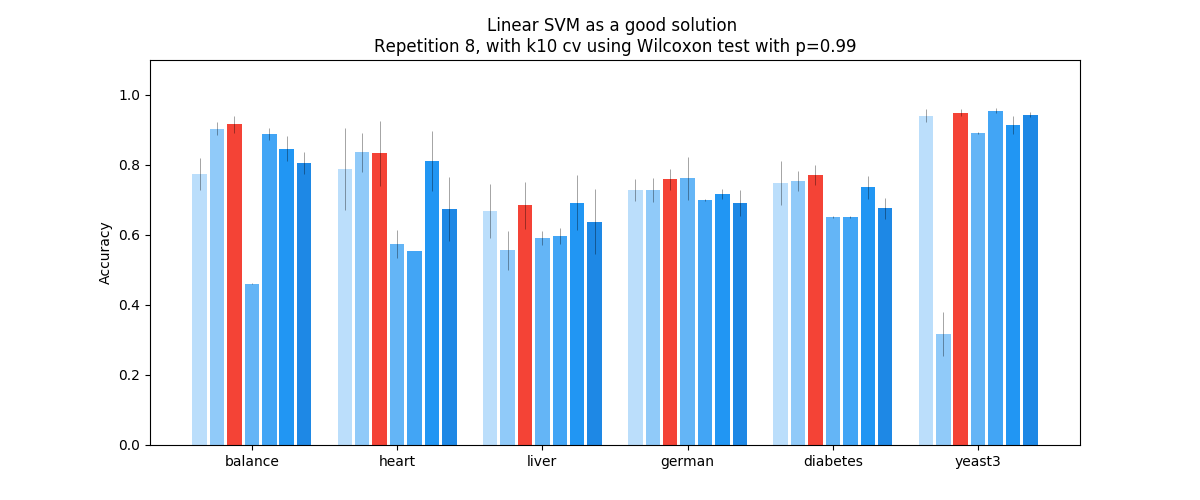 Linear SVM as a good solution
Repetition 8, with k10 cv using Wilcoxon test with p=0.99
1.0
0.8
0.6
0.4
0.2
0.0
Accuracy
balance heart liver german diabetes yeast3